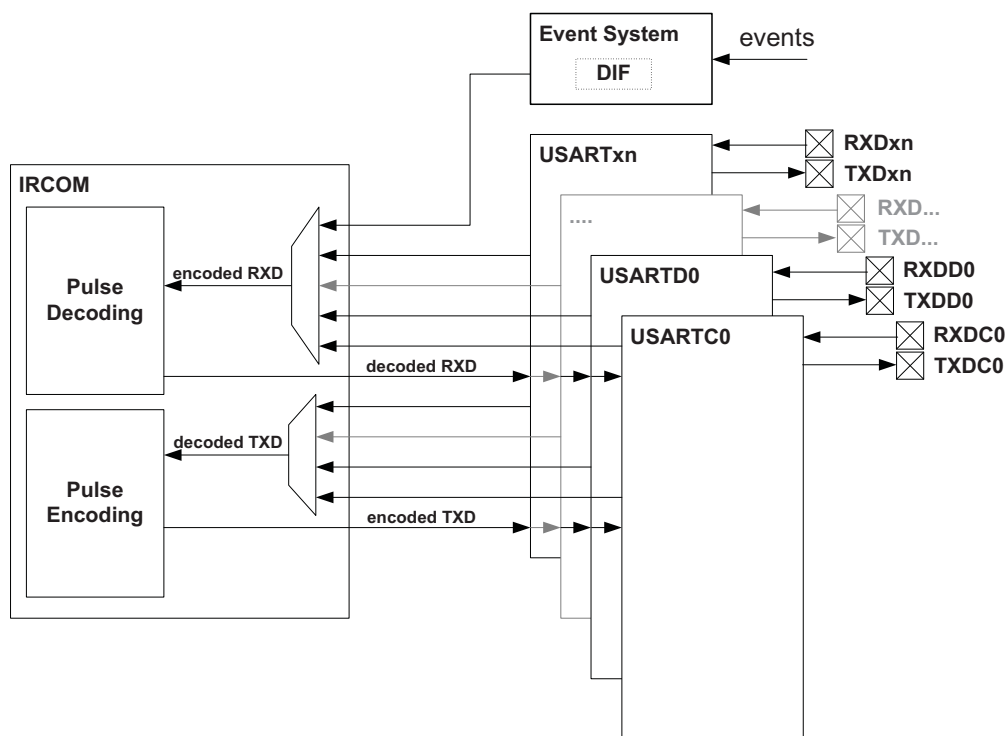 Event System
events
DIF
USARTxn
RXDxn
TXDxn
IRCOM
....
RXD...
TXD...
encoded RXD
Pulse
Decoding
USARTD0
RXDD0
TXDD0
USARTC0
RXDC0
TXDC0
decoded RXD
decoded TXD
Pulse
Encoding
encoded TXD